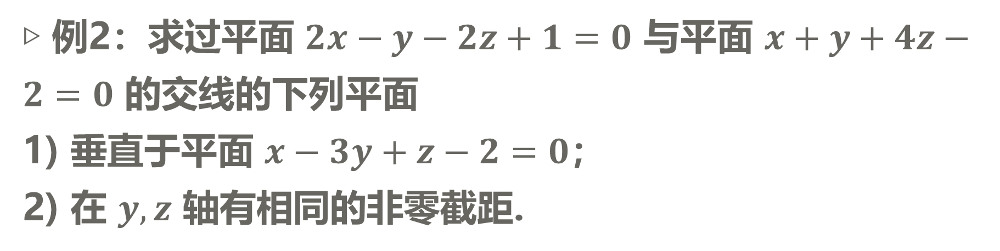 ▷ 例2：求过平面 2x − y − 2z + 1 = 0 与平面 x + y + 4z −
2 = 0 的交线的下列平面
1) 垂直于平面 x − 3y + z − 2 = 0；
2) 在 y, z 轴有相同的非零截距.